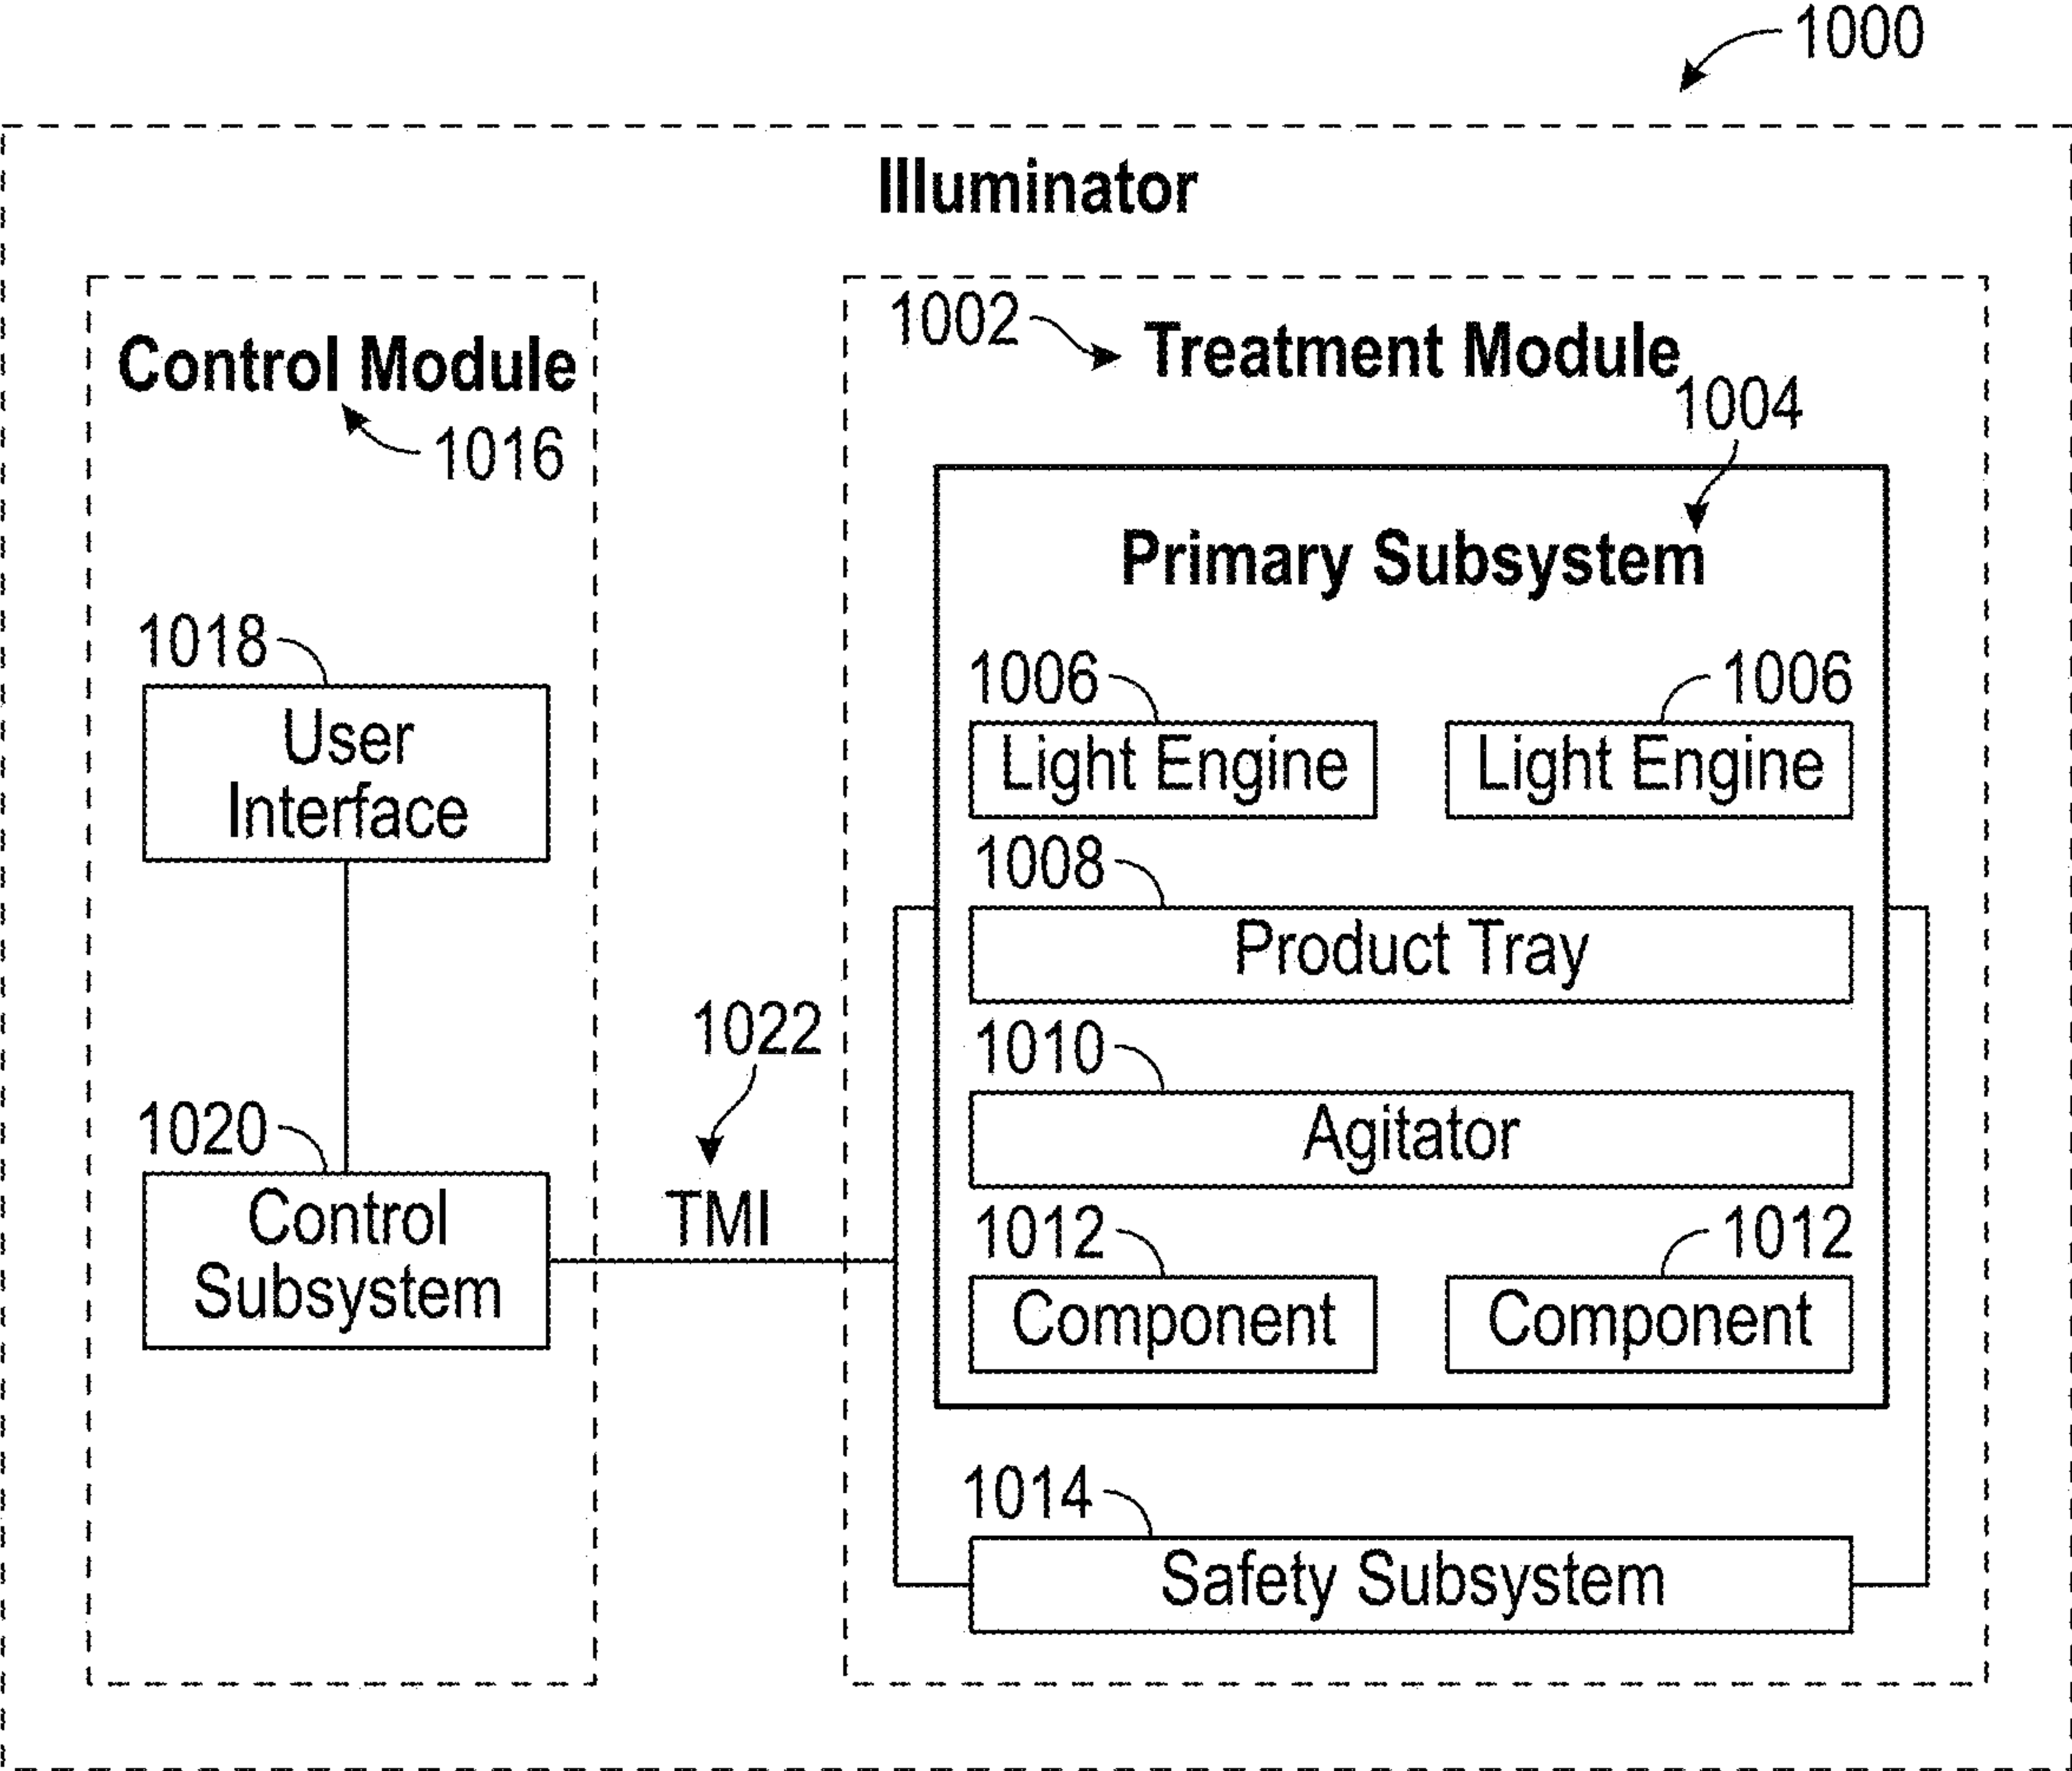 1000
Illuminator
Control Module
1016
1018
User
Interface
1020
Control
Subsystem
1022
TMI
1002
Treatment Module
1004
Primary Subsystem
1006
1006
Light Engine
Light Engine
1008
Product Tray
1010
Agitator
1012
1012
Component
Component
1014
Safety Subsystem